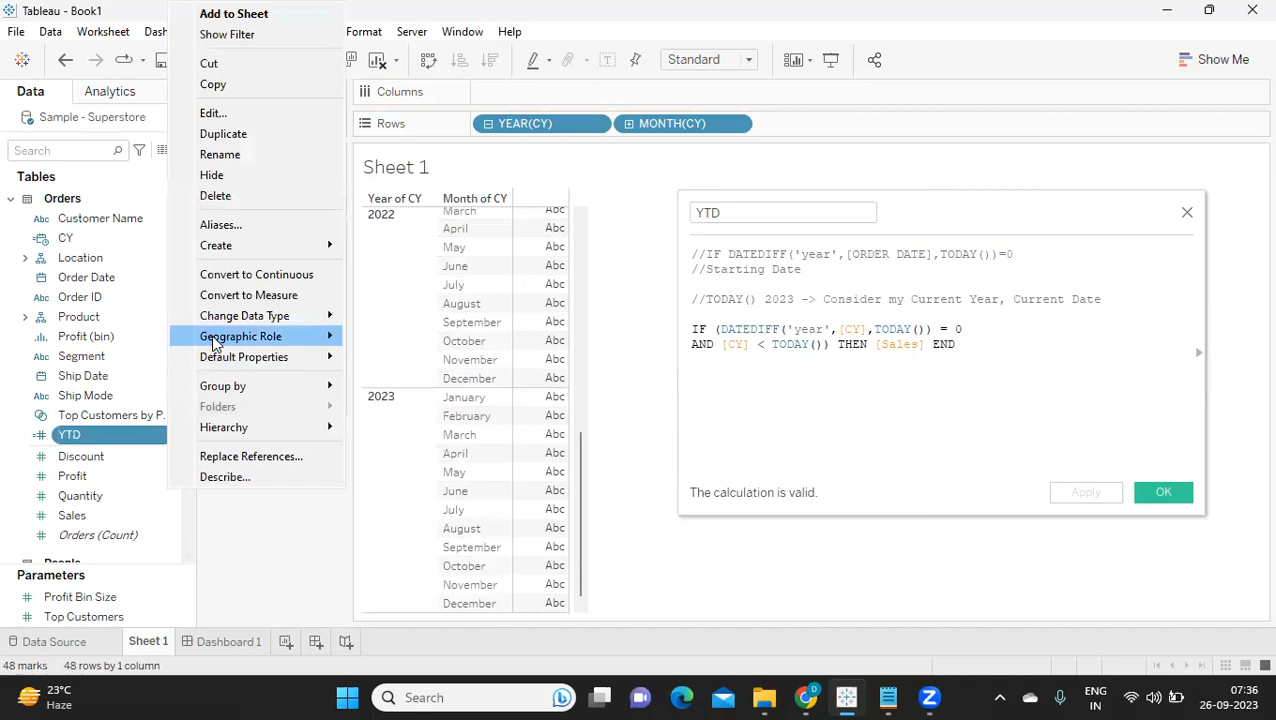 Tableau - Book1
File Data Worksheet Dash Format Server Window Help
Standard Show Me
Data Analytics
Sample - Superstore
Search
Tables
Orders
Abc Customer Name
CY
Location
Order Date
Abc Order ID
Product
Profit (bin)
Abc Segment
Ship Date
Abc Ship Mode
Top Customers by P..
YTD
Discount
Profit
Quantity
Sales
Orders (Count)
People
Parameters
Profit Bin Size
Top Customers
Add to Sheet
Show Filter
Cut
Copy
Edit...
Duplicate
Rename
Hide
Delete
Aliases...
Create
Convert to Continuous
Convert to Measure
Change Data Type
Geographic Role
Default Properties
Group by
Folders
Hierarchy
Replace References...
Describe...
Columns
Rows YEAR(CY) MONTH(CY)
Sheet 1
Year of CY Month of CY
2022 March Abc
April Abc
May Abc
June Abc
July Abc
August Abc
September Abc
October Abc
November Abc
December Abc
2023 January Abc
February Abc
March Abc
April Abc
May Abc
June Abc
July Abc
August Abc
September Abc
October Abc
November Abc
December Abc
YTD
//IF DATEDIFF('year',[ORDER DATE],TODAY())=0
//Starting Date
//TODAY() 2023 -> Consider my Current Year, Current Date
IF (DATEDIFF('year',[CY],TODAY()) = 0
AND [CY] < TODAY()) THEN [Sales] END
The calculation is valid. Apply OK
Data Source Sheet 1 Dashboard 1
48 marks 48 rows by 1 column
23°C
Haze
Search
ENG
IN
07:36
26-09-2023